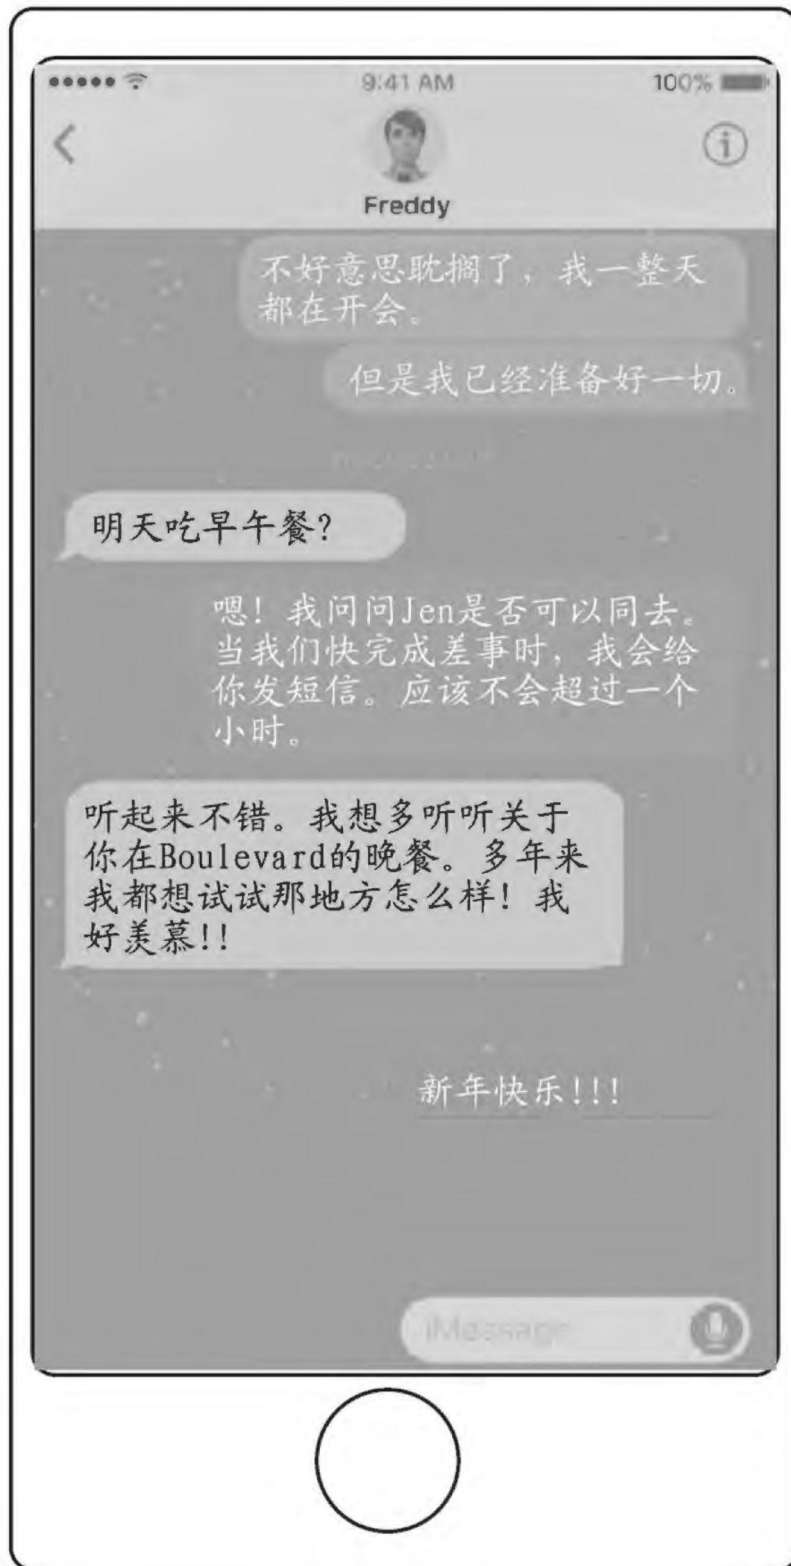 9:41 AM
100%
Freddy
不好意思耽搁了，我一整天
都在开会。
但是我已经准备好一切。
明天吃早午餐?
嗯! 我问问Jen是否可以同去。
当我们快完成差事时，我会给
你发短信。应该不会超过一个
小时。
听起来不错。我想多听听关于
你在Boulevard的晚餐。多年来
我都想试试那地方怎么样! 我
好羡慕!!
新年快乐!!!
iMessage